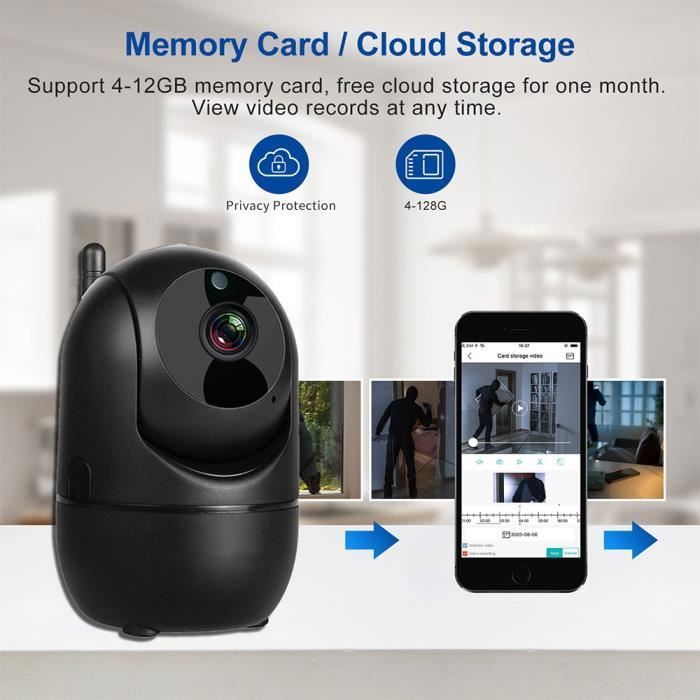 Memory Card / Cloud Storage
Support 4-12GB memory card, free cloud storage for one month.
View video records at any time.
Privacy Protection
4-128G
Card storage video
2020-08-06